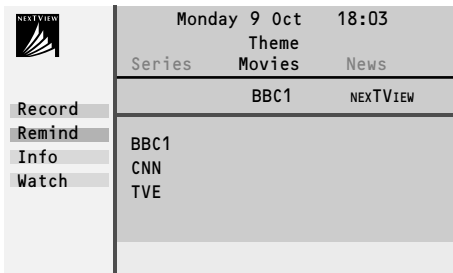 NEXTVIEW
Monday 9 Oct 18:03
Theme
Series Movies News
BBC1 NEXTVIEW
Record
Remind
Info
Watch
BBC1
CNN
TVE